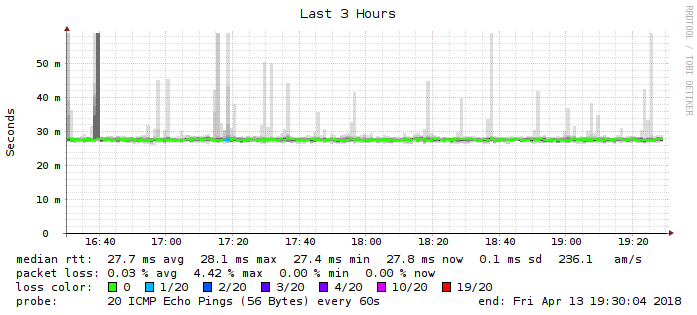 Last 3 Hours
RRDTOOL / TOBI OETIKER
Seconds
50 m
40 m
30 m
20 m
10 m
0
16:40 17:00 17:20 17:40 18:00 18:20 18:40 19:00 19:20
median rtt: 27.7 ms avg 28.1 ms max 27.4 ms min 27.8 ms now 0.1 ms sd 236.1 am/s
packet loss: 0.03 % avg 4.42 % max 0.00 % min 0.00 % now
loss color: 0 1/20 2/20 3/20 4/20 10/20 19/20
probe: 20 ICMP Echo Pings (56 Bytes) every 60s end: Fri Apr 13 19:30:04 2018